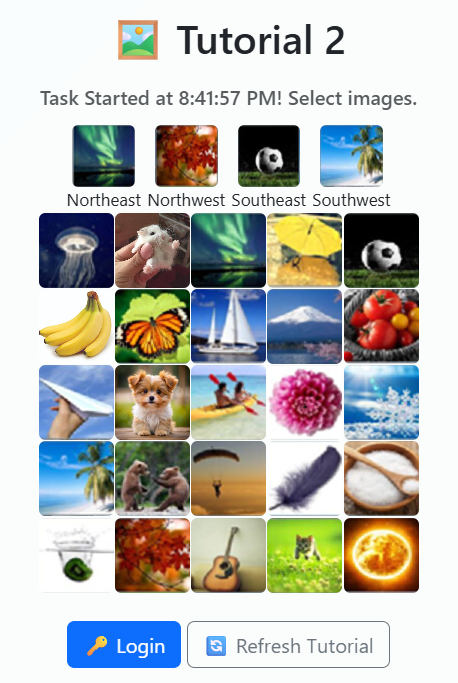 Tutorial 2
Task Started at 8:41:57 PM! Select images.
Northeast Northwest Southeast Southwest
Login
Refresh Tutorial